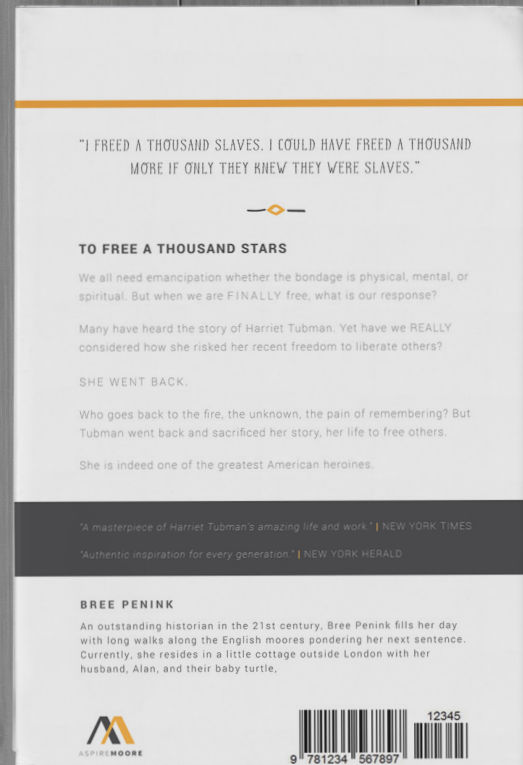 "I FREED A THOUSAND SLAVES. I COULD HAVE FREED A THOUSAND
MORE IF ONLY THEY KNEW THEY WERE SLAVES."
TO FREE A THOUSAND STARS
We all need emancipation whether the bondage is physical, mental, or
spiritual. But when we are FINALLY free, what is our response?
Many have heard the story of Harriet Tubman. Yet have we REALLY
considered how she risked her recent freedom to liberate others?
SHE WENT BACK.
Who goes back to the fire, the unknown, the pain of remembering? But
Tubman went back and sacrificed her story, her life to free others.
She is indeed one of the greatest American heroines.
"A masterpiece of Harriet Tubman's amazing life and work" | NEW YORK TIMES
"Authentic inspiration for every generation." | NEW YORK HERALD
BREE PENINK
An outstanding historian in the 21st century, Bree Penink fills her day
with long walks along the English moores pondering her next sentence.
Currently, she resides in a little cottage outside London with her
husband, Alan, and their baby turtle,
ASPIREMOORE
12345
9 781234 567897